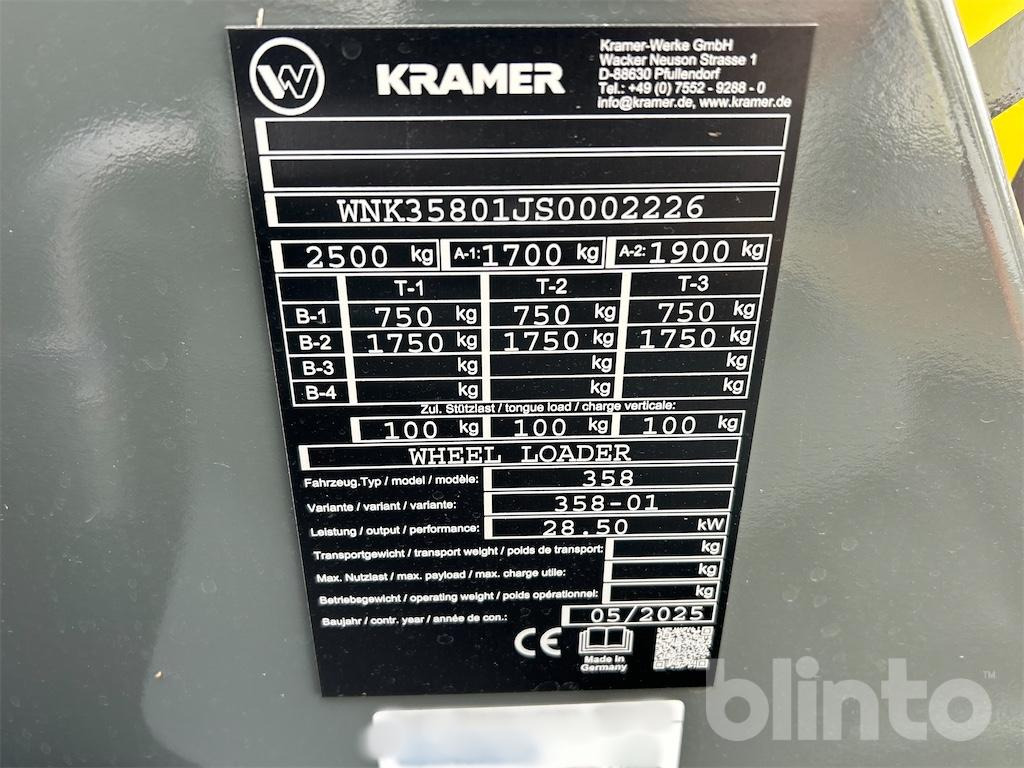 W
KRAMER
Kramer-Werke GmbH
Wacker Neuson Strasse 1
D-88630 Pfullendorf
Tel.: +49 (0) 7552 - 9288 - 0
info@kramer.de, www.kramer.de
WNK35801JS0002226
2500 kg A-1: 1700 kg A-2: 1900 kg
T-1 T-2 T-3
B-1 750 kg 750 kg 750 kg
B-2 1750 kg 1750 kg 1750 kg
B-3 kg kg kg
B-4 kg kg kg
Zul. Stützlast / tongue load / charge verticale:
100 kg 100 kg 100 kg
WHEEL LOADER
Fahrzeug.Typ / model / modèle: 358
Variante / variant / variante: 358-01
Leistung / output / performance: 28.50 kW
Transportgewicht / transport weight / poids de transport: kg
Max. Nutzlast / max. payload / max. charge utile: kg
Betriebsgewicht / operating weight / poids opérationnel: kg
Baujahr / contr. year / année de con.: 05/2025
CE
Made in
Germany
blinto™